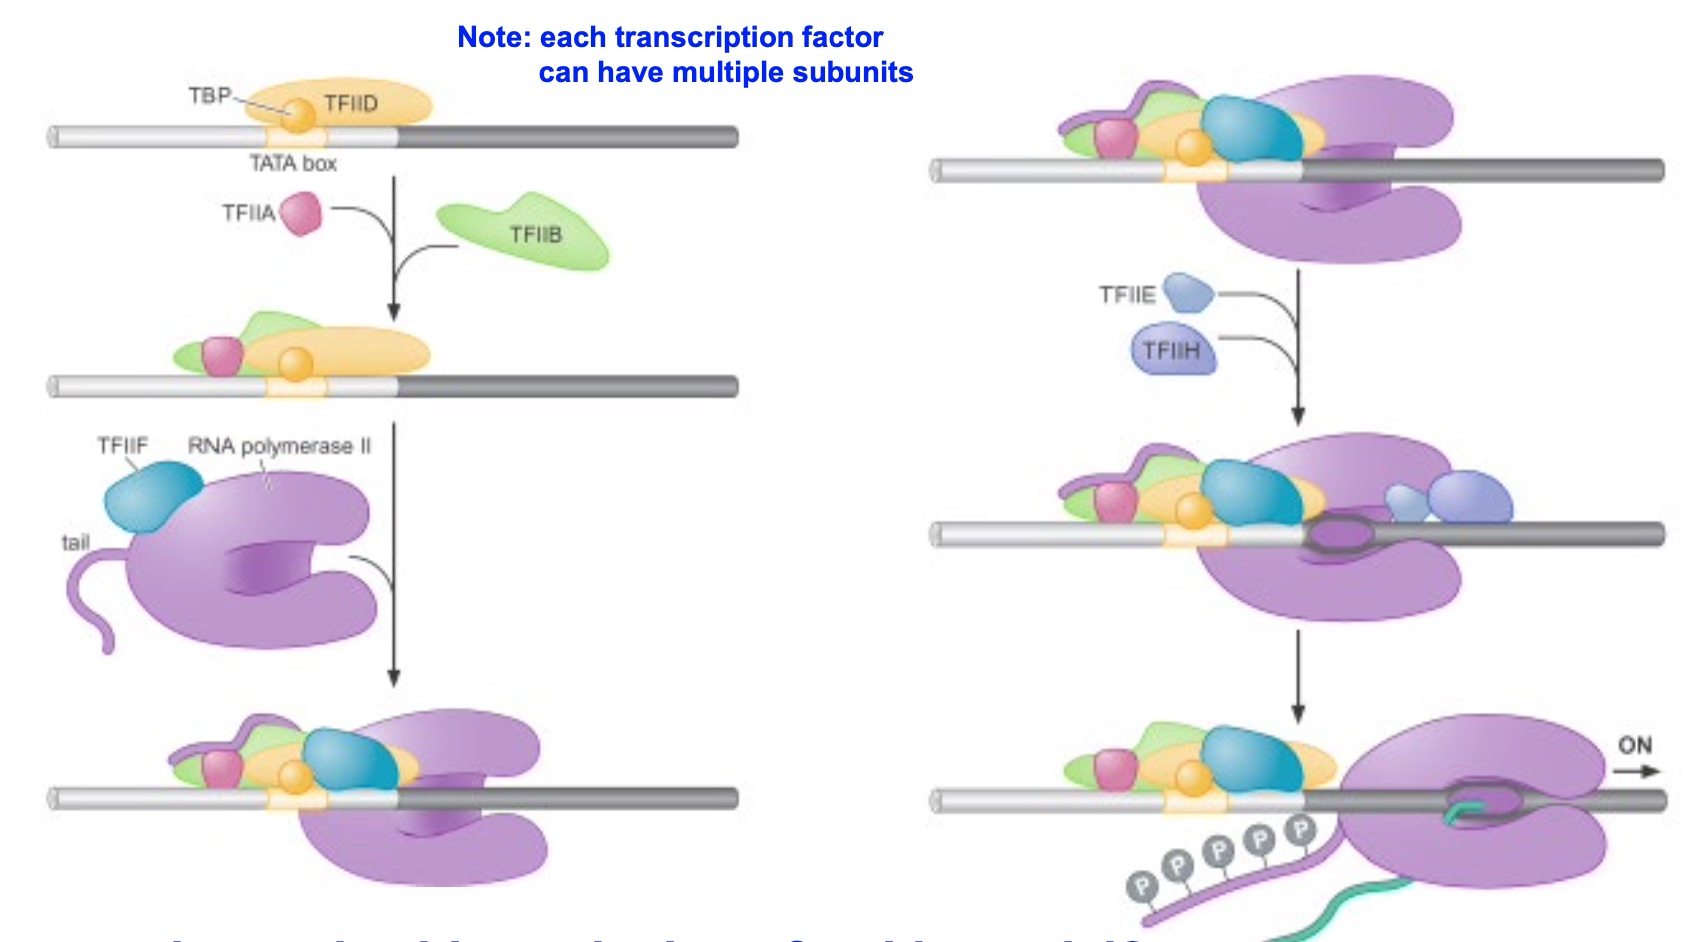 Note: each transcription factor
can have multiple subunits
TBP
TFIID
TATA box
TFIIA
TFIIB
TFIIF
RNA polymerase II
tail
TFIIE
TFIIH
ON
P
P
P
P
P